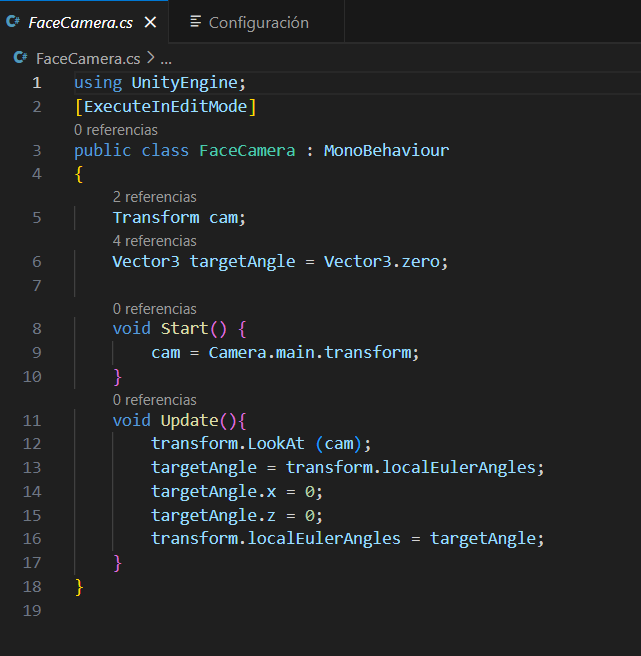 FaceCamera.cs
Configuración
FaceCamera.cs > ...
1 using UnityEngine;
2 [ExecuteInEditMode]
0 referencias
3 public class FaceCamera : MonoBehaviour
4 {
2 referencias
5 Transform cam;
4 referencias
6 Vector3 targetAngle = Vector3.zero;
7
0 referencias
8 void Start() {
9 cam = Camera.main.transform;
10 }
0 referencias
11 void Update(){
12 transform.LookAt (cam);
13 targetAngle = transform.localEulerAngles;
14 targetAngle.x = 0;
15 targetAngle.z = 0;
16 transform.localEulerAngles = targetAngle;
17 }
18 }
19